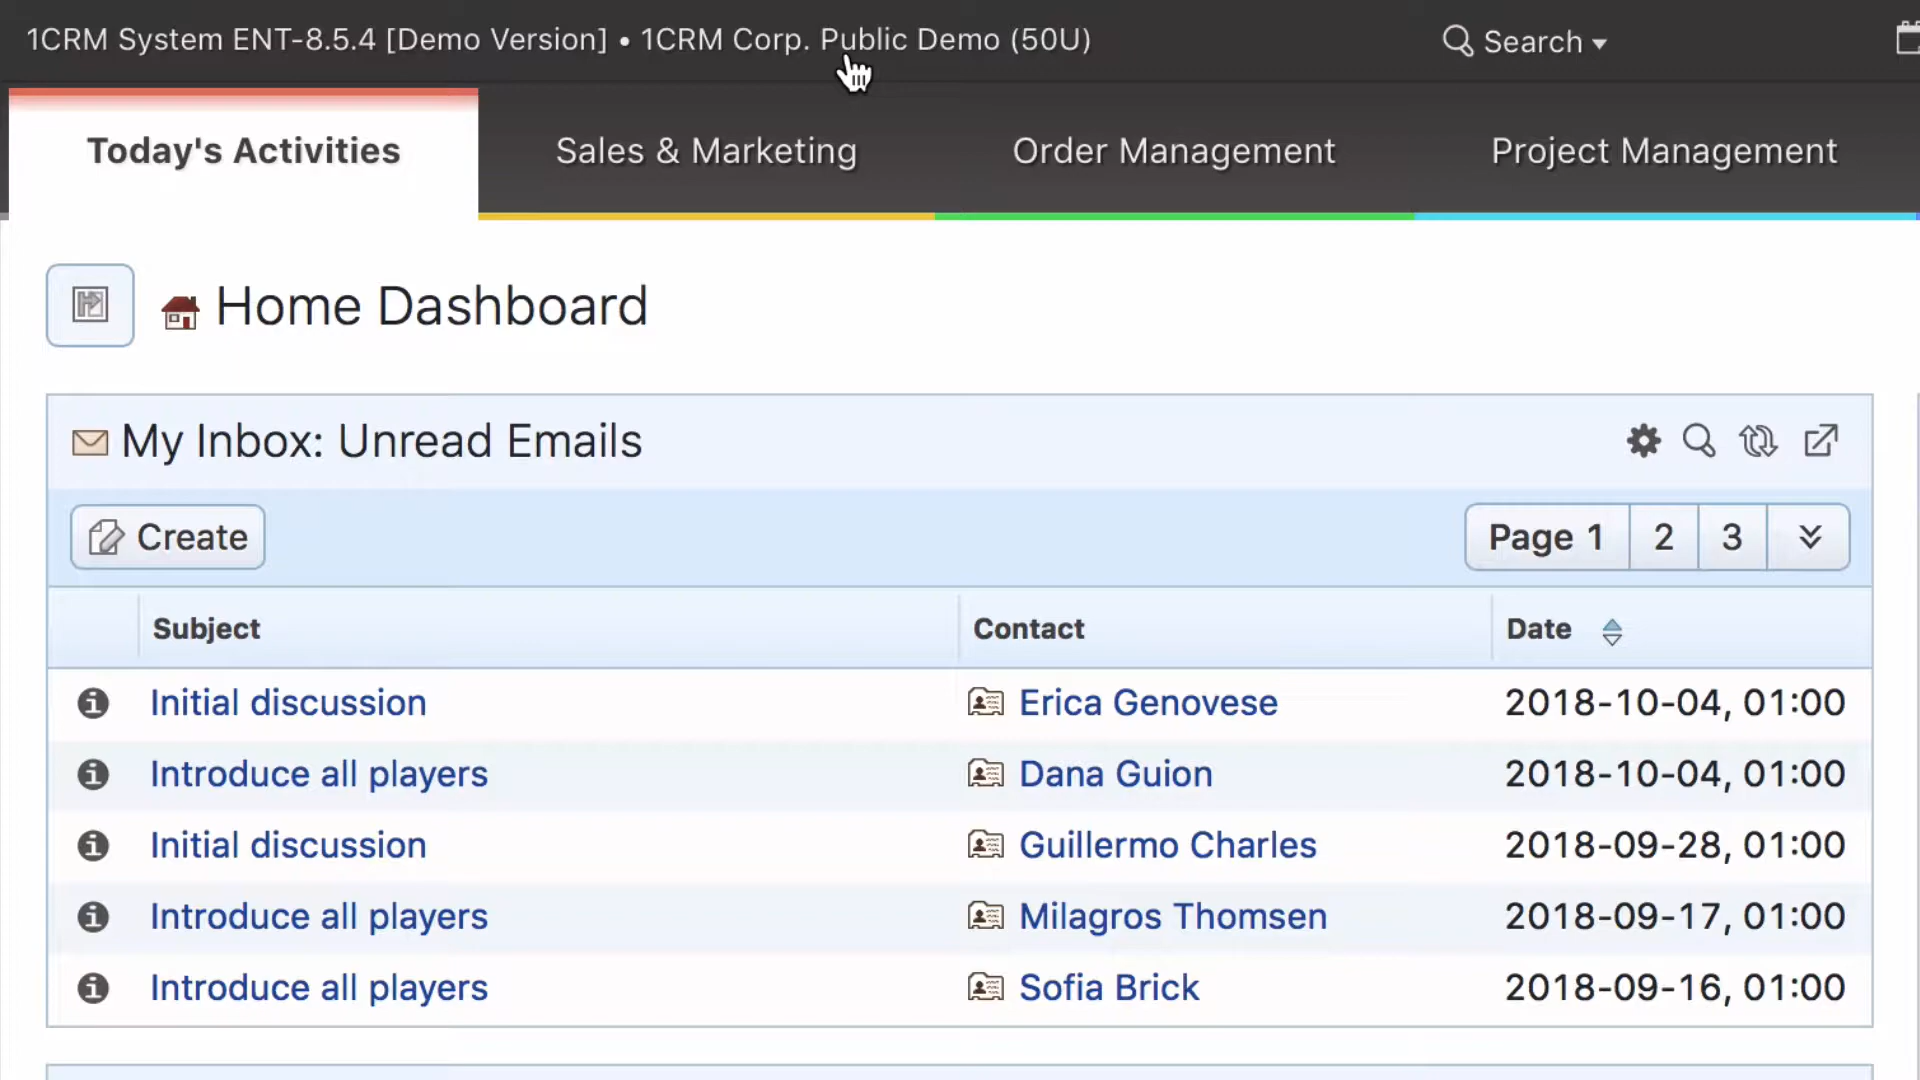 1CRM System ENT-8.5.4 [Demo Version] • 1CRM Corp. Public Demo (50U)
Search
Today's Activities
Sales & Marketing
Order Management
Project Management
Home Dashboard
My Inbox: Unread Emails
Create
Page 1 2 3
Subject Contact Date
Initial discussion Erica Genovese 2018-10-04, 01:00
Introduce all players Dana Guion 2018-10-04, 01:00
Initial discussion Guillermo Charles 2018-09-28, 01:00
Introduce all players Milagros Thomsen 2018-09-17, 01:00
Introduce all players Sofia Brick 2018-09-16, 01:00